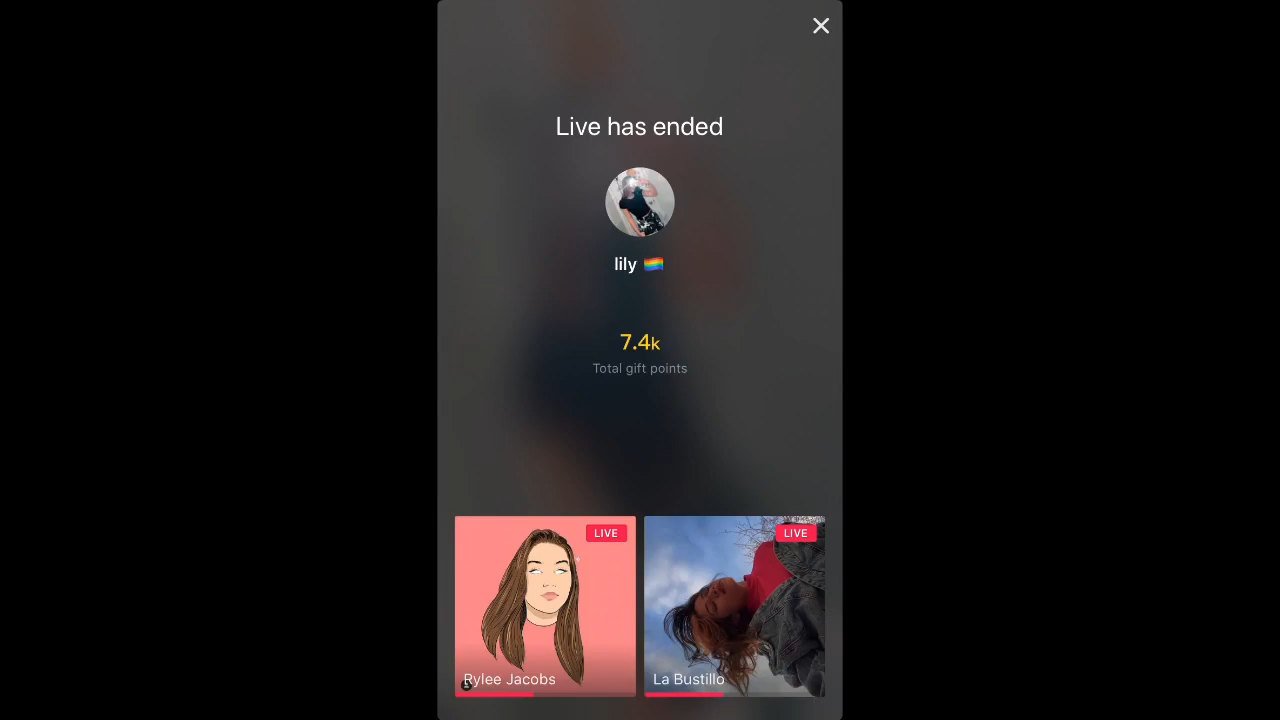 Live has ended
lily 🏳️‍🌈
7.4k
Total gift points
LIVE
LIVE
Rylee Jacobs
La Bustillo